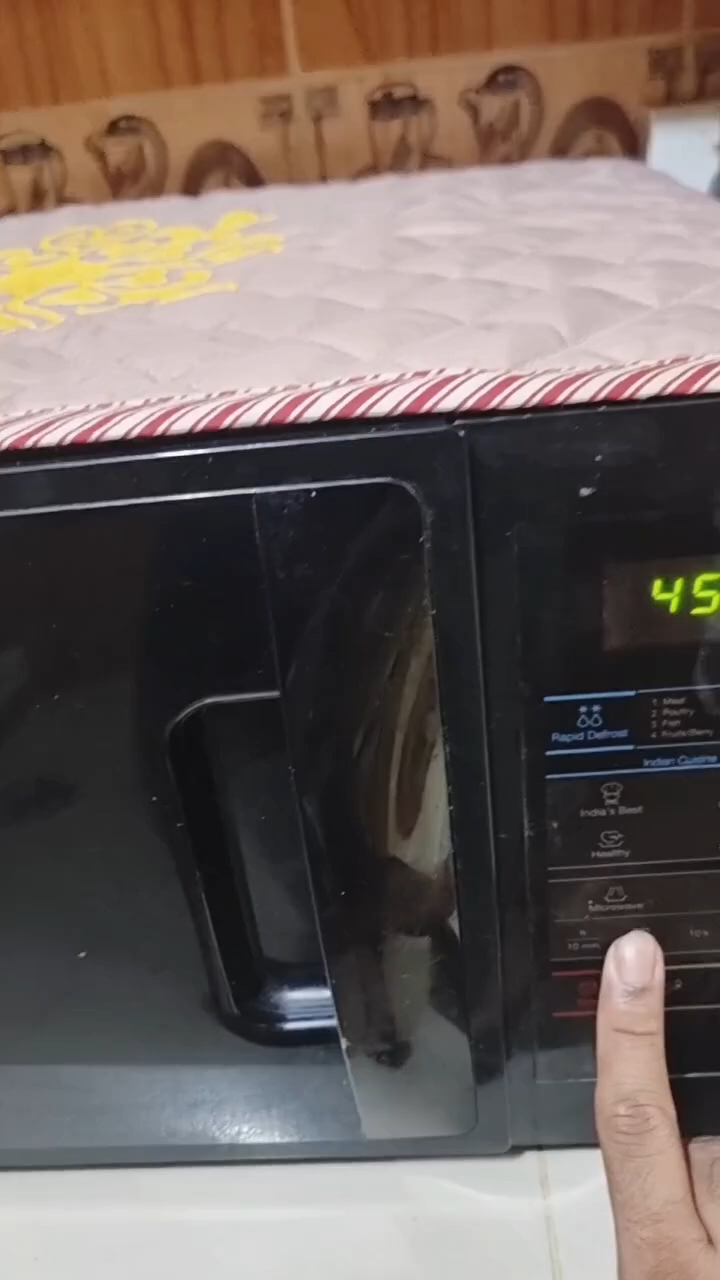 45
1. Meat
2. Poultry
3. Fish
4. Fruits/Berry
Rapid Defrost
Indian Cuisine
India's Best
Healthy
Microwave
10 min
10 s